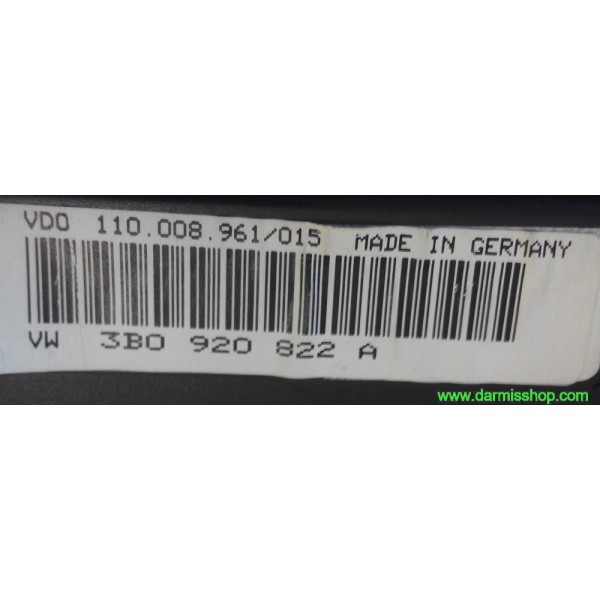 VDO 110.008.961/015 MADE IN GERMANY
VW 3B0 920 822 A
www.darmisshop.com